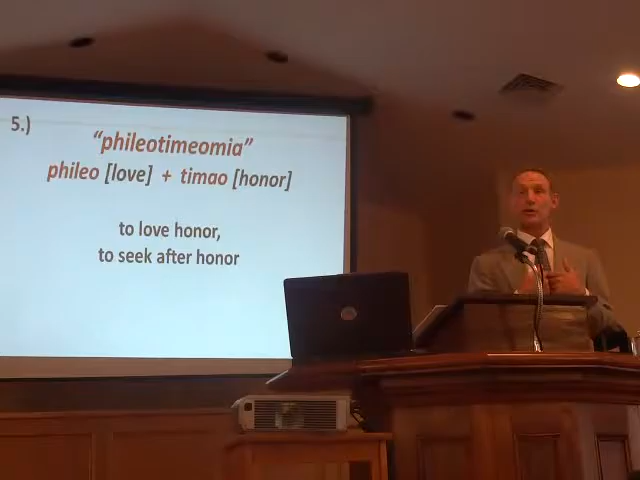 5.)
“phileotimeomia”
phileo [love] + timao [honor]
to love honor,
to seek after honor